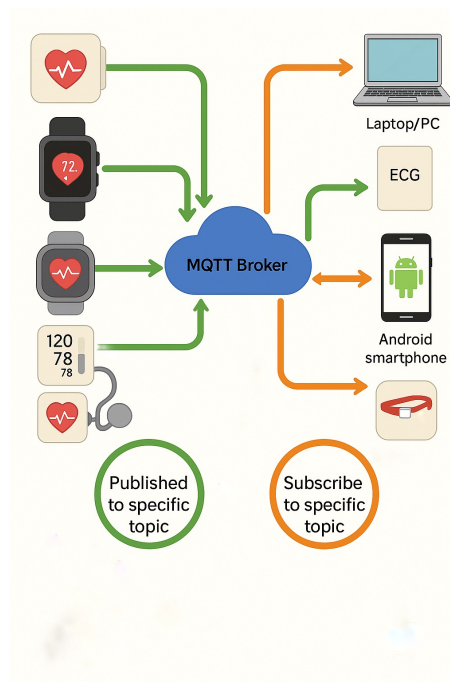 Laptop/PC
72.
ECG
MQTT Broker
120
78
78
Android
smartphone
Published
to specific
topic
Subscribe
to specific
topic